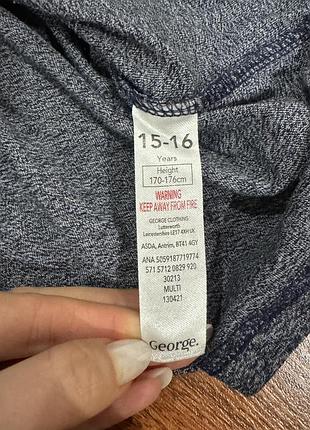 15-16
Years
Height
170-176cm
WARNING
KEEP AWAY FROM FIRE
GEORGE CLOTHING
Lutterworth
Leicestershire LE17 4XH UK
ASDA, Antrim, BT41 4GY
ANA 5059187719774
571 5712 0829 920
30213
MULTI
130421
George.